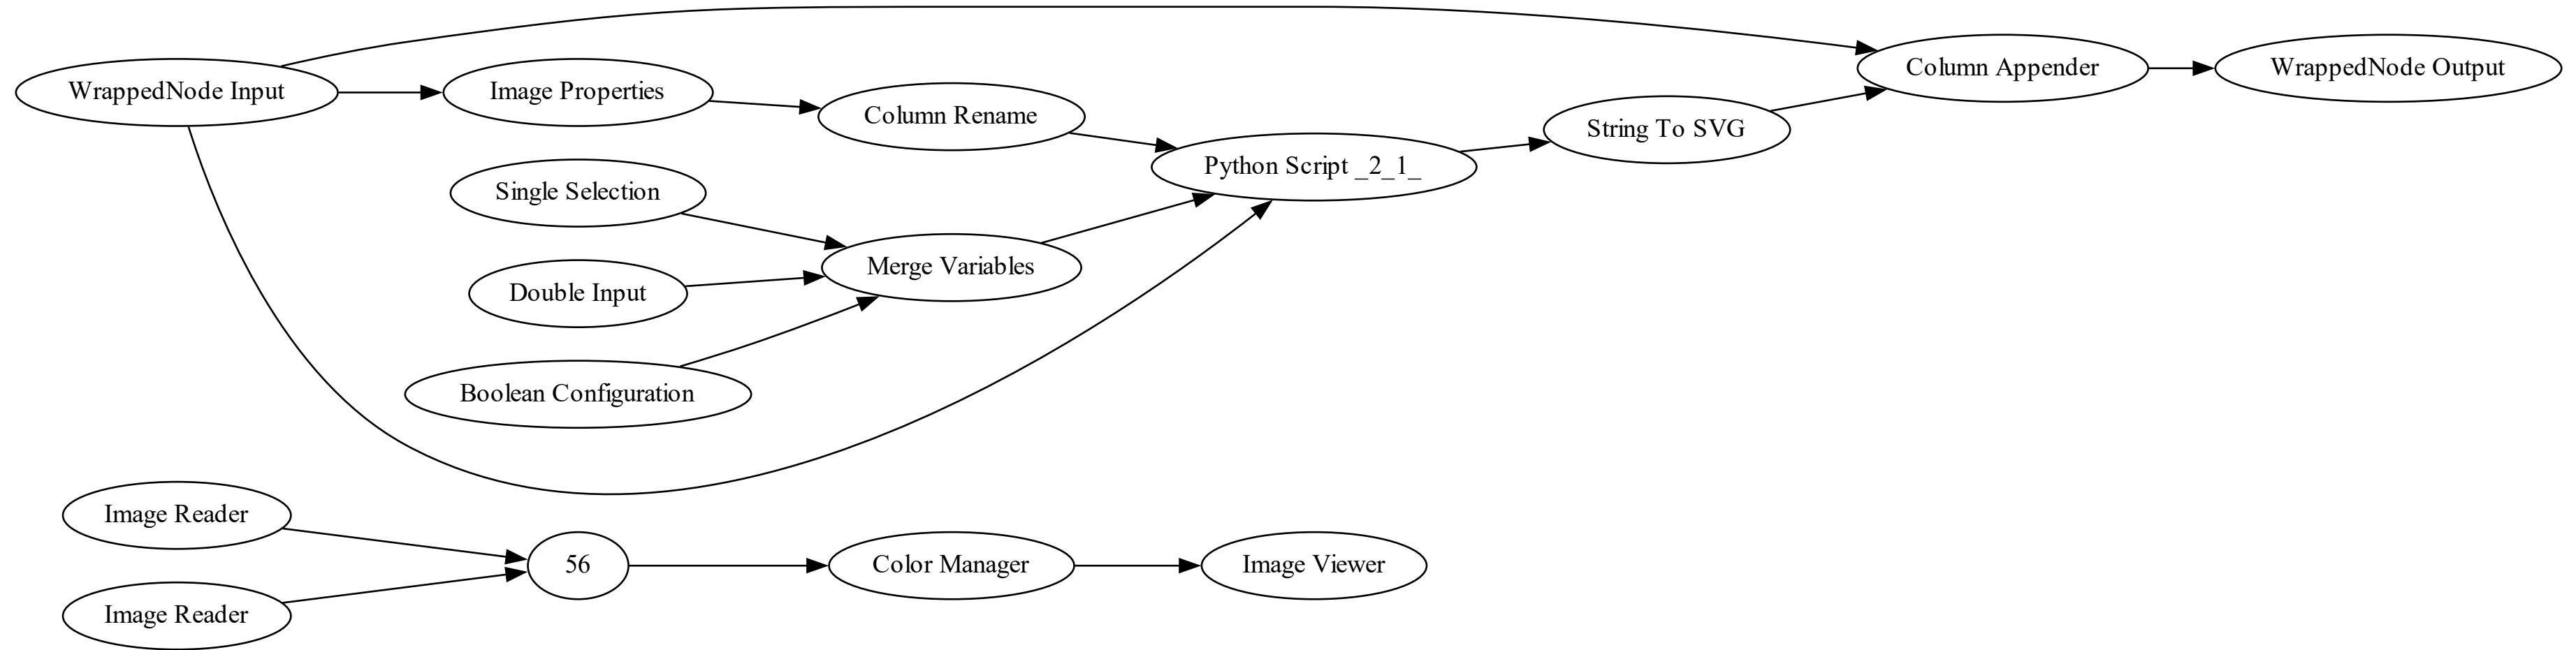 WrappedNode Input
Image Properties
Column Rename
Single Selection
Double Input
Boolean Configuration
Merge Variables
Python Script _2_1_
String To SVG
Column Appender
WrappedNode Output
Image Reader
Image Reader
56
Color Manager
Image Viewer